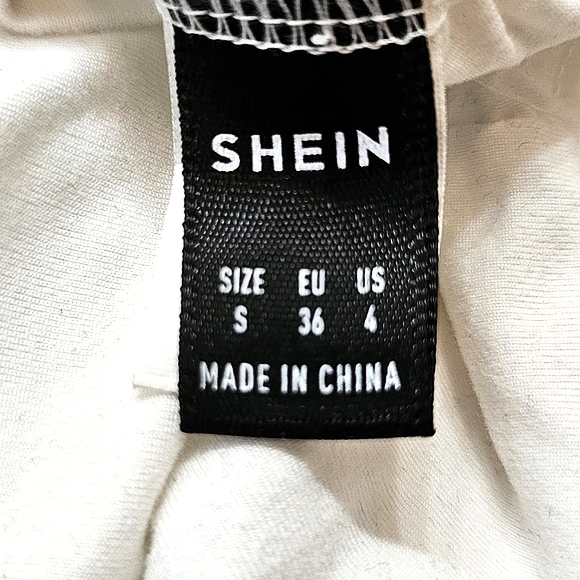 SHEIN
SIZE EU US
S 36 4
MADE IN CHINA